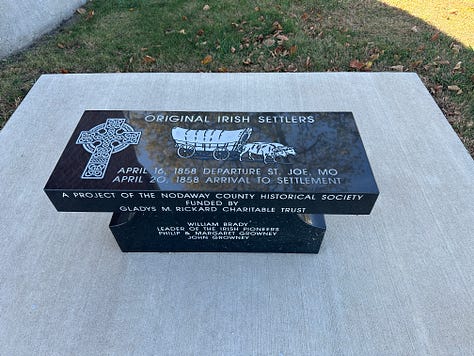 ORIGINAL IRISH SETTLERS
APRIL 16, 1858 DEPARTURE ST. JOE, MO
APRIL 20, 1858 ARRIVAL TO SETTLEMENT
A PROJECT OF THE NODAWAY COUNTY HISTORICAL SOCIETY
FUNDED BY
GLADYS M. RICKARD CHARITABLE TRUST
WILLIAM BRADY
LEADER OF THE IRISH PIONEERS
PHILIP & MARGARET GROWNEY
JOHN GROWNEY